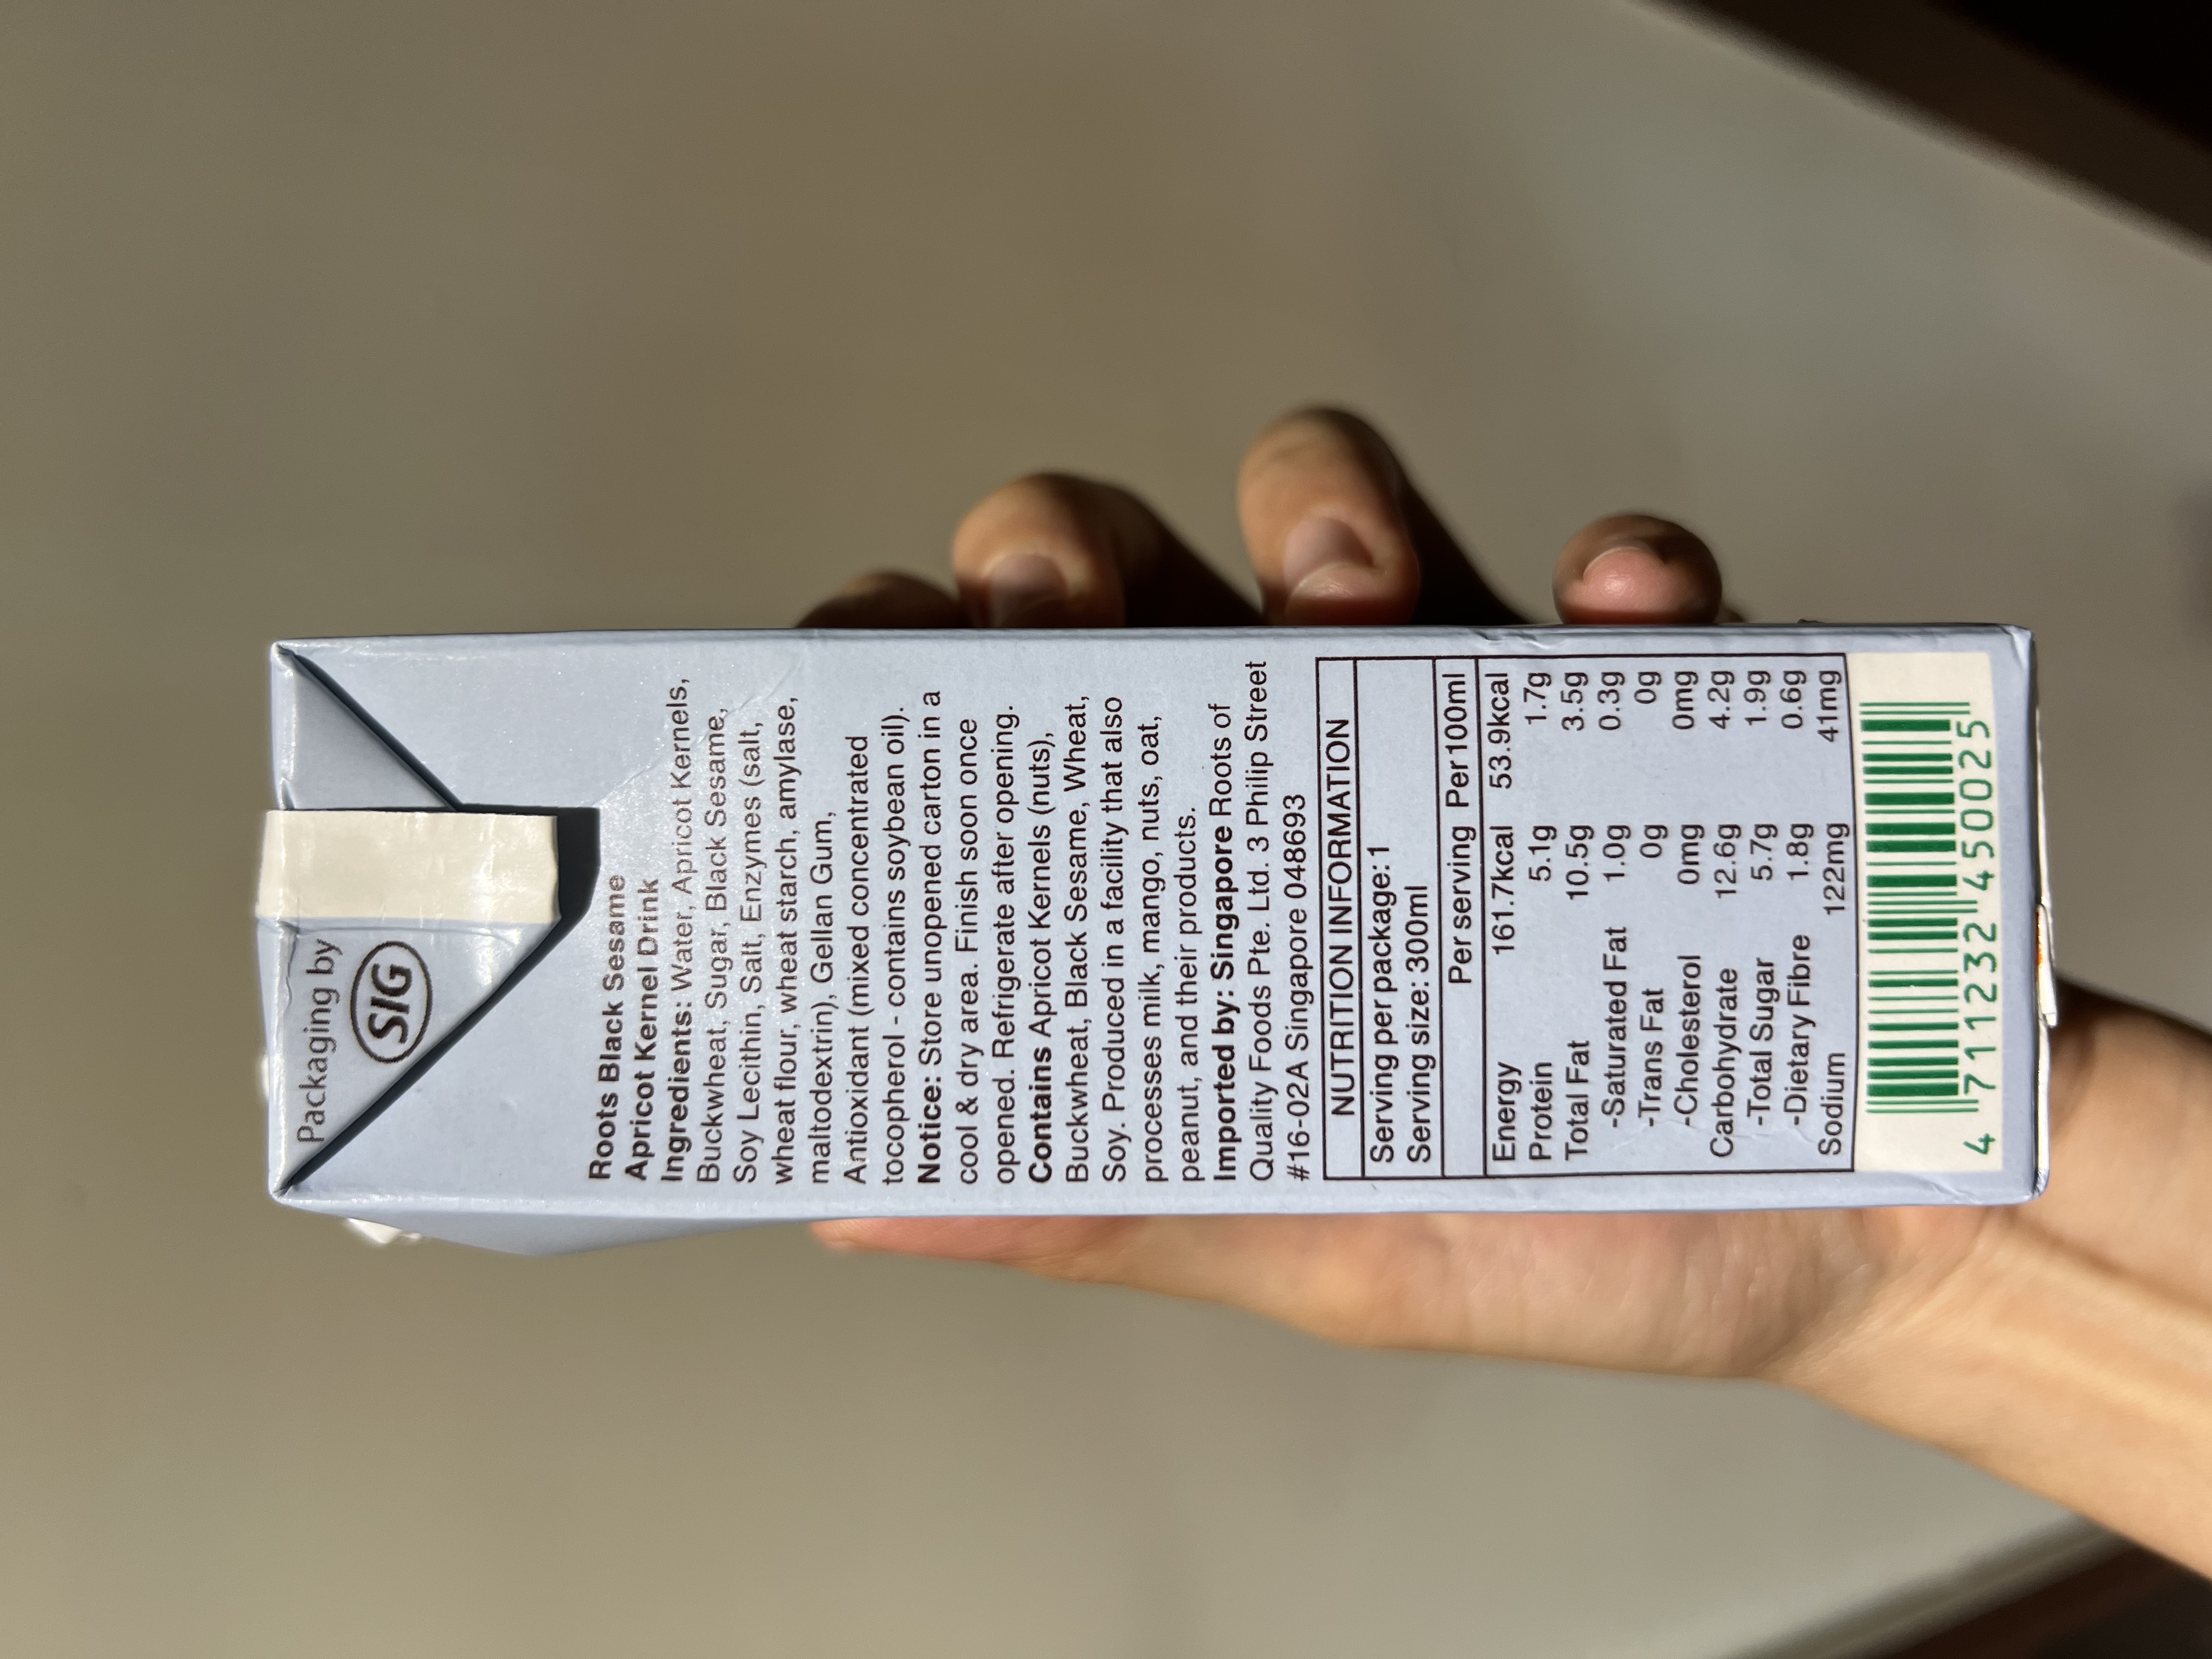 Packaging by
SIG
Roots Black Sesame
Apricot Kernel Drink
Ingredients: Water, Apricot Kernels,
Buckwheat, Sugar, Black Sesame,
Soy Lecithin, Salt, Enzymes (salt,
wheat flour, wheat starch, amylase,
maltodextrin), Gellan Gum,
Antioxidant (mixed concentrated
tocopherol - contains soybean oil).
Notice: Store unopened carton in a
cool & dry area. Finish soon once
opened. Refrigerate after opening.
Contains Apricot Kernels (nuts),
Buckwheat, Black Sesame, Wheat,
Soy. Produced in a facility that also
processes milk, mango, nuts, oat,
peanut, and their products.
Imported by: Singapore Roots of
Quality Foods Pte. Ltd. 3 Philip Street
#16-02A Singapore 048693
NUTRITION INFORMATION
Serving per package: 1
Serving size: 300ml
Per serving Per 100ml
Energy 161.7kcal 53.9kcal
Protein 5.1g 1.7g
Total Fat 10.5g 3.5g
-Saturated Fat 1.0g 0.3g
-Trans Fat 0g 0g
-Cholesterol 0mg 0mg
Carbohydrate 12.6g 4.2g
-Total Sugar 5.7g 1.9g
-Dietary Fibre 1.8g 0.6g
Sodium 122mg 41mg
4 711232 450025